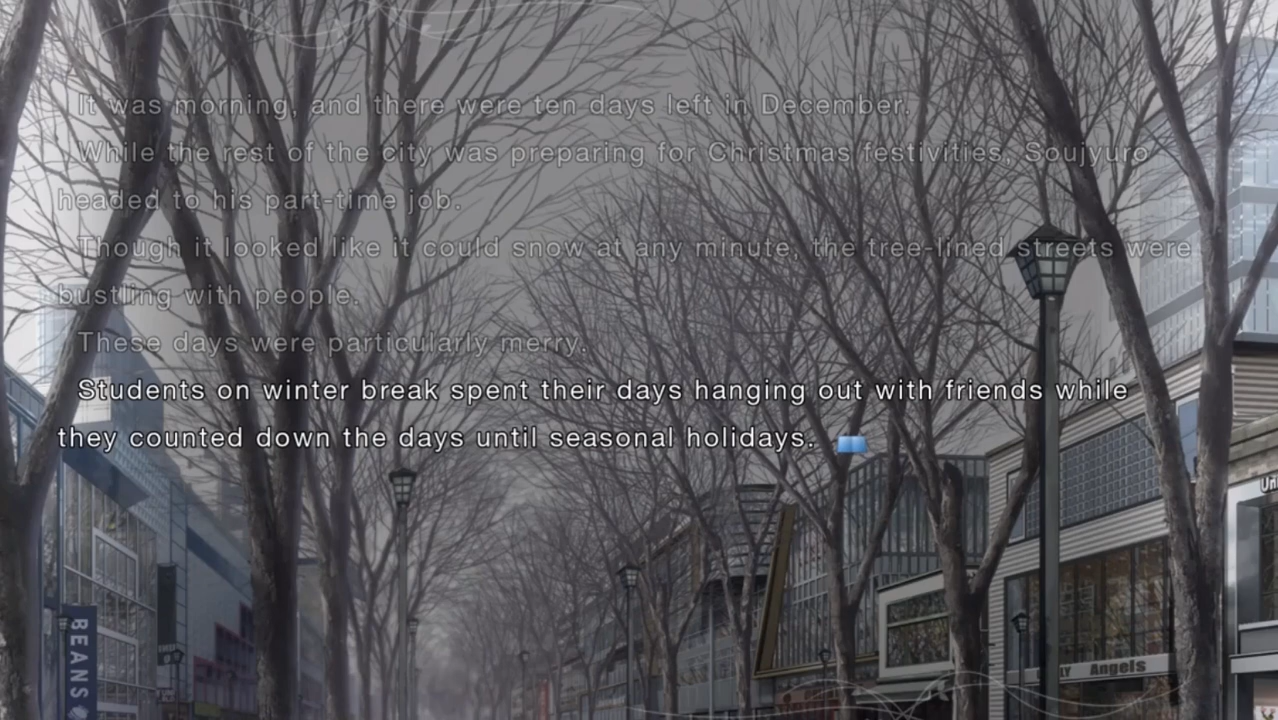 It was morning, and there were ten days left in December.
While the rest of the city was preparing for Christmas festivities, Soujyuro
headed to his part-time job.
Though it looked like it could snow at any minute, the tree-lined streets were
bustling with people.
These days were particularly merry.
Students on winter break spent their days hanging out with friends while
they counted down the days until seasonal holidays.
BEANS
Angels